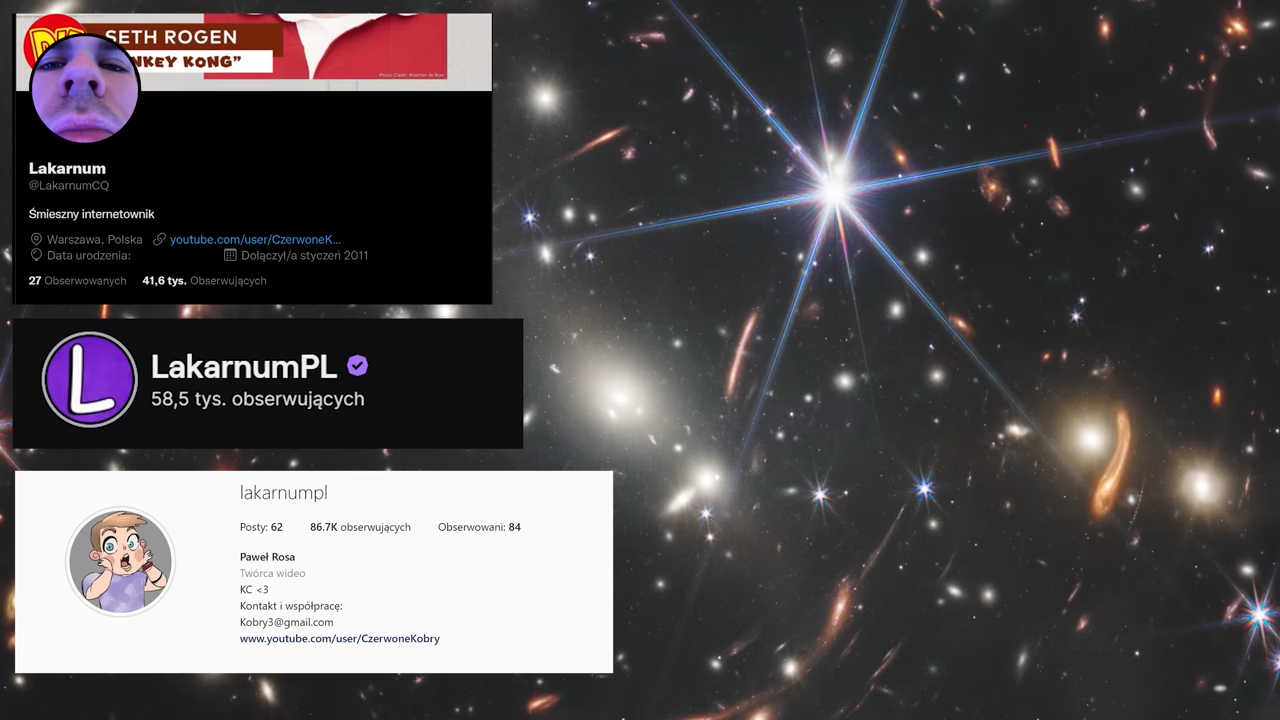 SETH ROGEN
NKEY KONG”
Lakarnum
@LakarnumCQ
Śmieszny internetownik
Warszawa, Polska youtube.com/user/CzerwoneK...
Data urodzenia: Dołączył/a styczeń 2011
27 Obserwowanych 41,6 tys. Obserwujących
L LakarnumPL
58,5 tys. obserwujących
lakarnumpl
Posty: 62 86.7K obserwujących Obserwowani: 84
Paweł Rosa
Twórca wideo
KC <3
Kontakt i współpracę:
Kobry3@gmail.com
www.youtube.com/user/CzerwoneKobry